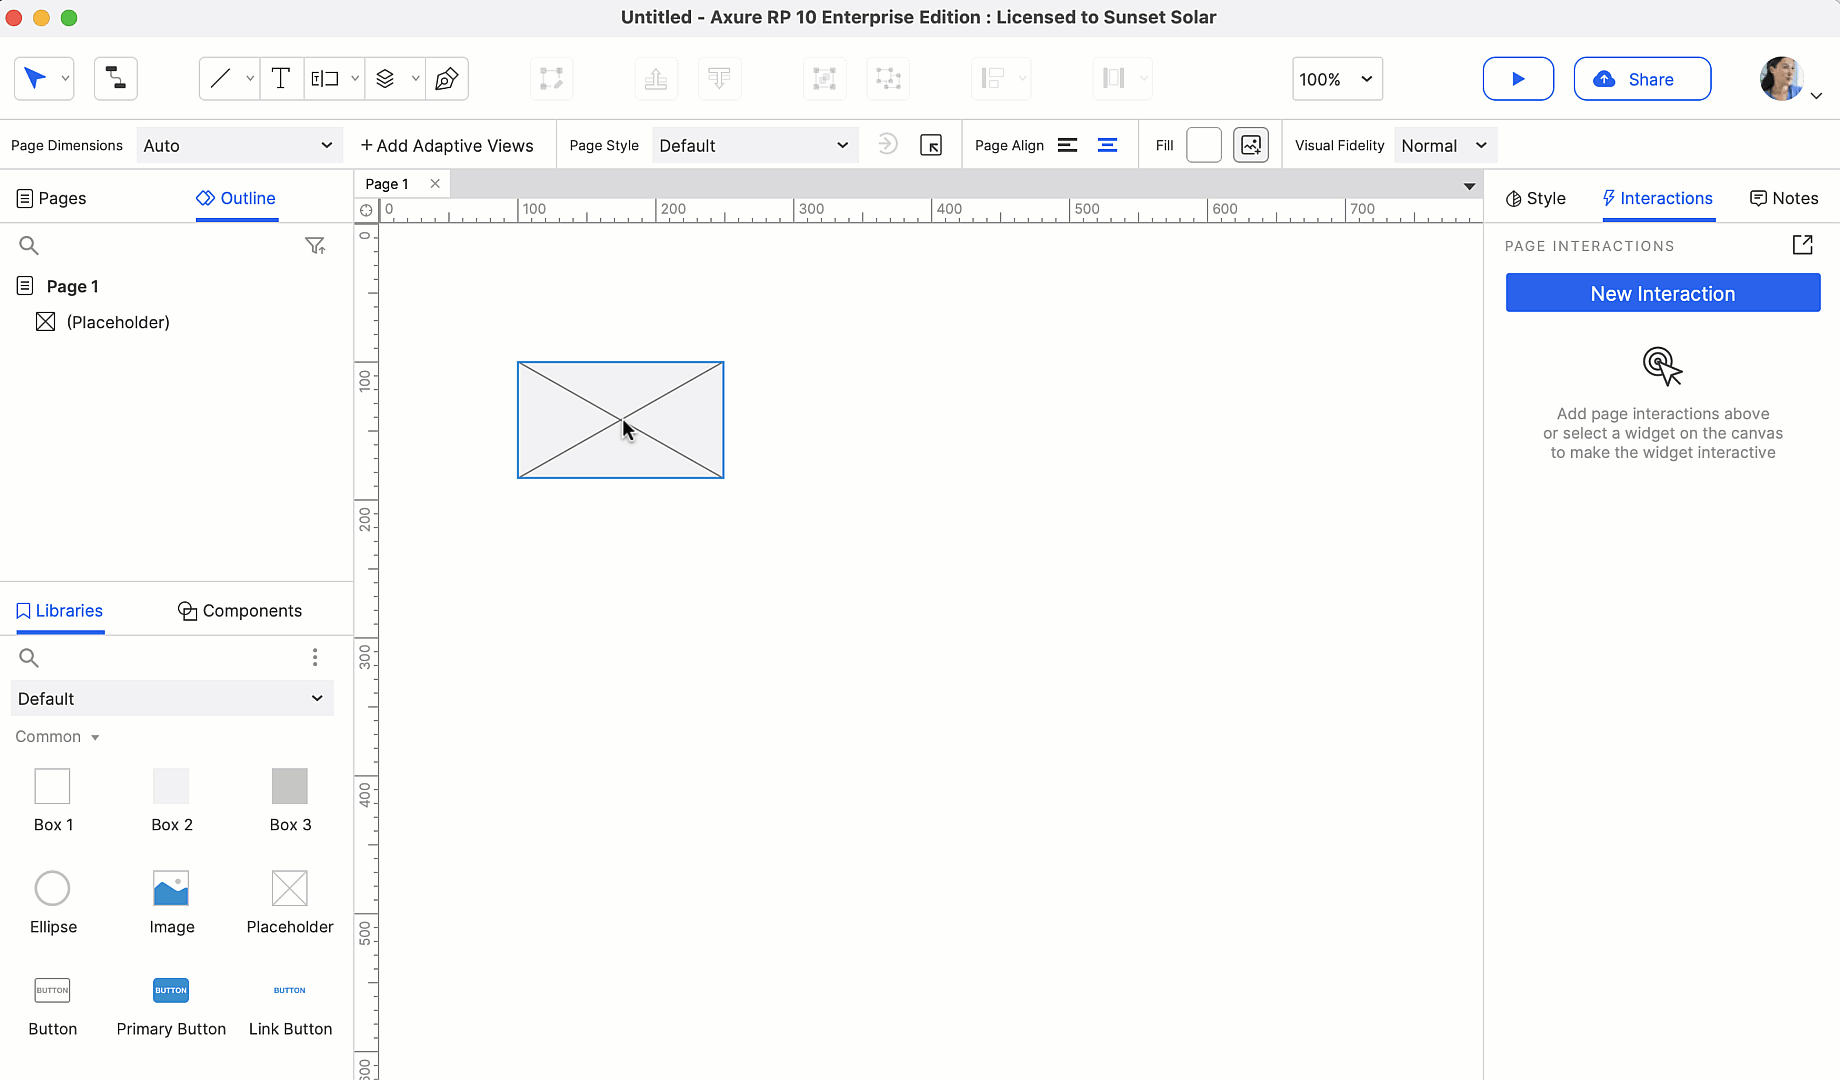 Untitled - Axure RP 10 Enterprise Edition : Licensed to Sunset Solar
100%
Share
Page Dimensions
Auto
+ Add Adaptive Views
Page Style
Default
Page Align
Fill
Visual Fidelity
Normal
Pages
Outline
Page 1
0
100
200
300
400
500
600
700
Style
Interactions
Notes
0
100
200
300
400
500
Page 1
(Placeholder)
PAGE INTERACTIONS
New Interaction
Add page interactions above
or select a widget on the canvas
to make the widget interactive
Libraries
Components
Default
Common
Box 1
Box 2
Box 3
Ellipse
Image
Placeholder
BUTTON
BUTTON
BUTTON
Button
Primary Button
Link Button